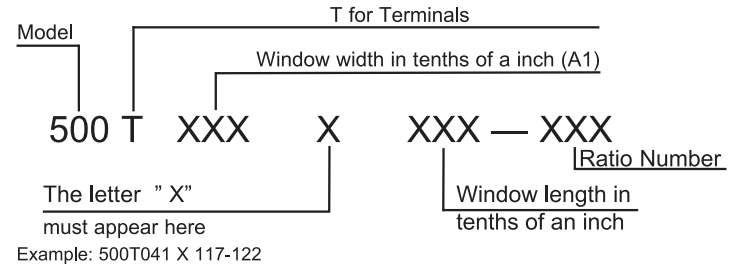 T for Terminals
Model
Window width in tenths of a inch (A1)
500 T XXX X XXX — XXX
Ratio Number
The letter ” X”
must appear here
Window length in
tenths of an inch
Example: 500T041 X 117-122